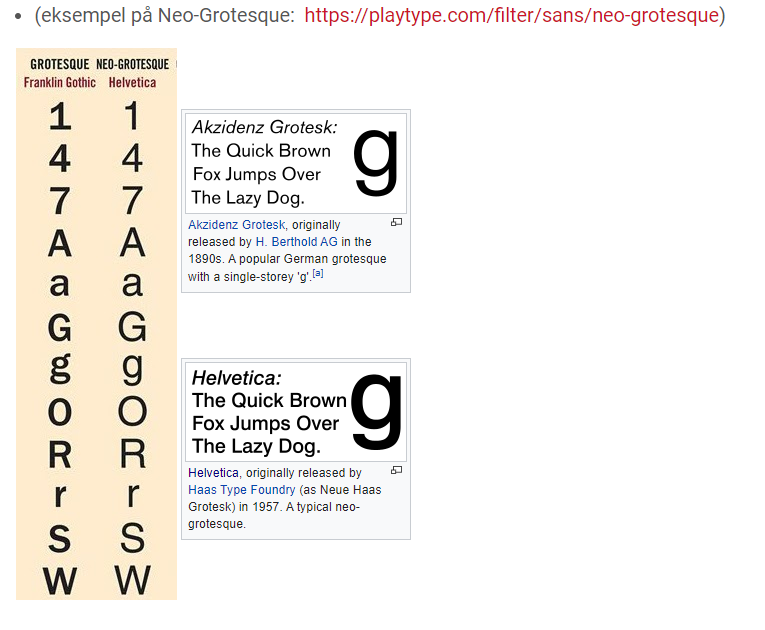 (eksempel på Neo-Grotesque: https://playtype.com/filter/sans/neo-grotesque)
GROTESQUE NEO-GROTESQUE
Franklin Gothic Helvetica
1 1
4 4
7 7
A A
a a
G G
g g
O O
R R
r r
S S
W W
Akzidenz Grotesk:
The Quick Brown
Fox Jumps Over
The Lazy Dog.
g
Akzidenz Grotesk, originally
released by H. Berthold AG in the
1890s. A popular German grotesque
with a single-storey 'g'.[a]
Helvetica:
The Quick Brown
Fox Jumps Over
The Lazy Dog.
g
Helvetica, originally released by
Haas Type Foundry (as Neue Haas
Grotesk) in 1957. A typical neo-
grotesque.